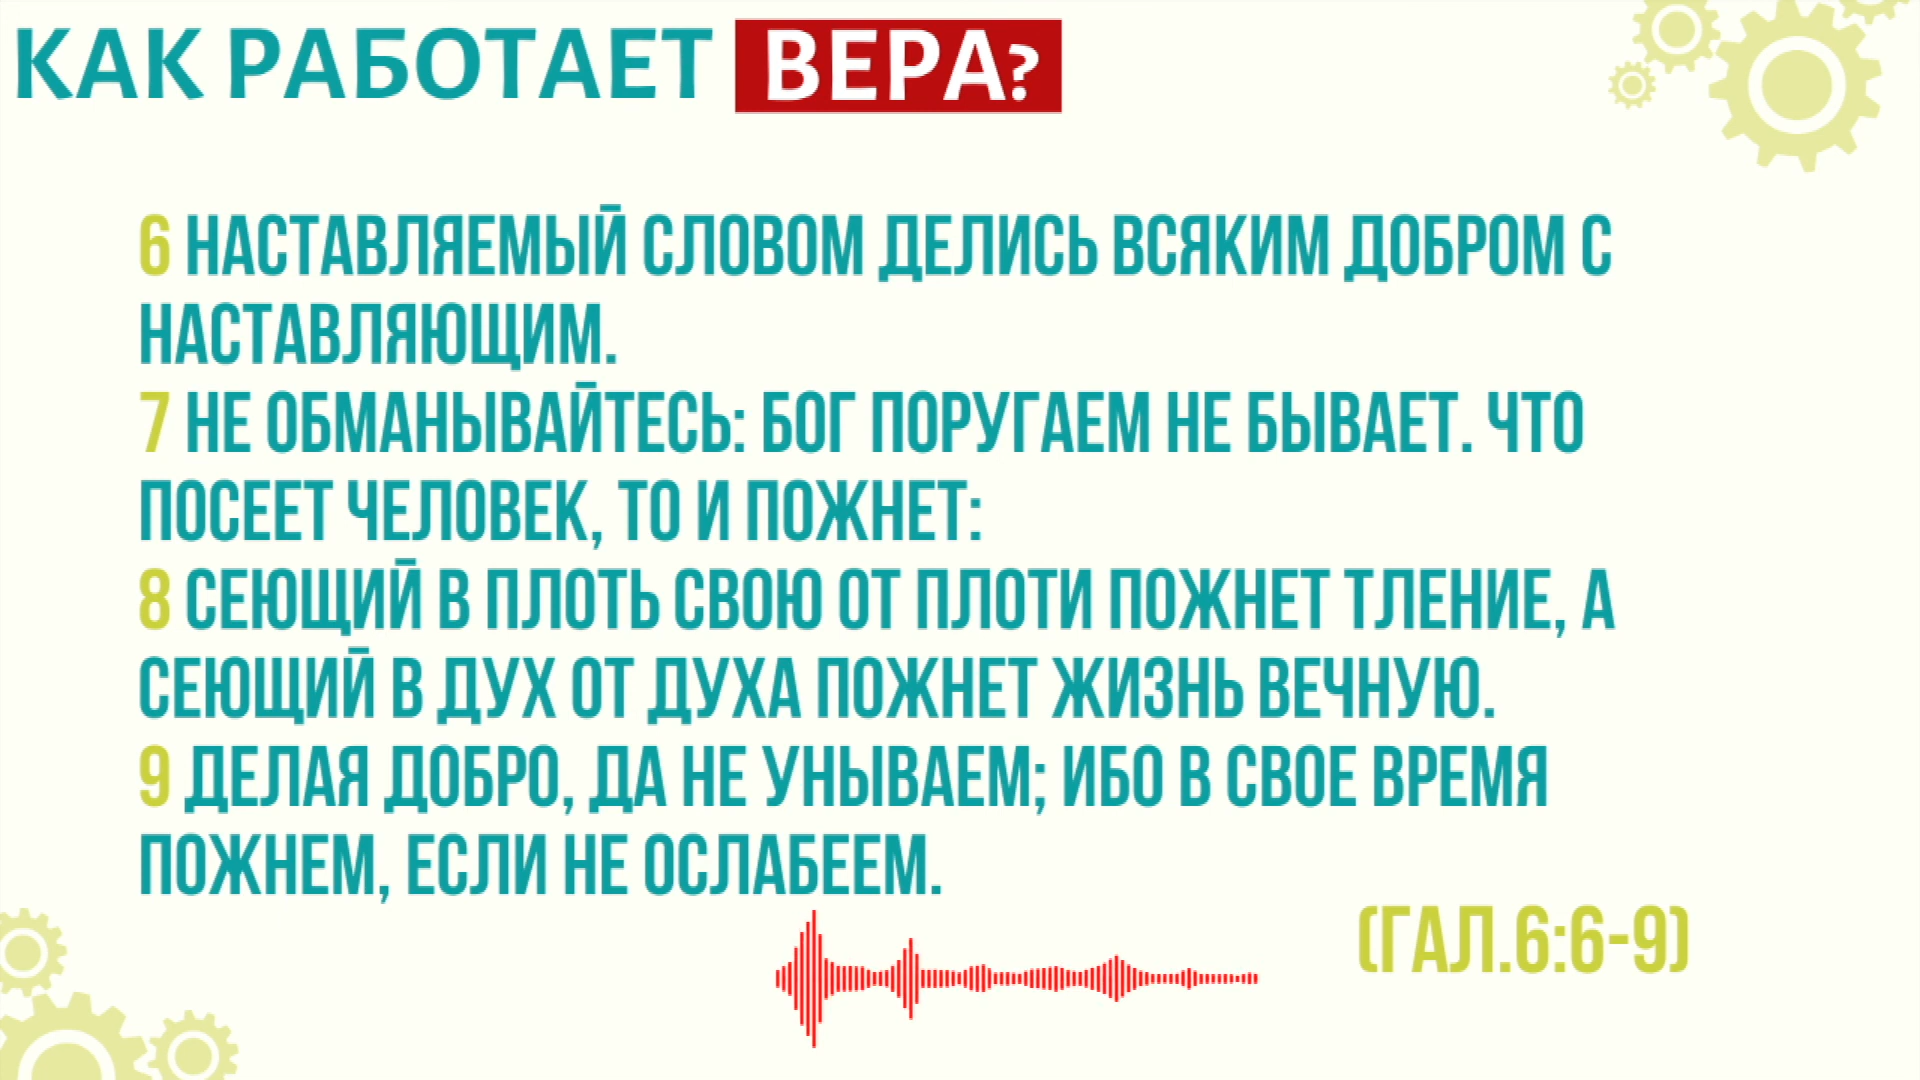 КАК РАБОТАЕТ ВЕРА?
6 НАСТАВЛЯЕМЫЙ СЛОВОМ ДЕЛИСЬ ВСЯКИМ ДОБРОМ С
НАСТАВЛЯЮЩИМ.
7 НЕ ОБМАНЫВАЙТЕСЬ: БОГ ПОРУГАЕМ НЕ БЫВАЕТ. ЧТО
ПОСЕЕТ ЧЕЛОВЕК, ТО И ПОЖНЕТ:
8 СЕЮЩИЙ В ПЛОТЬ СВОЮ ОТ ПЛОТИ ПОЖНЕТ ТЛЕНИЕ, А
СЕЮЩИЙ В ДУХ ОТ ДУХА ПОЖНЕТ ЖИЗНЬ ВЕЧНУЮ.
9 ДЕЛАЯ ДОБРО, ДА НЕ УНЫВАЕМ; ИБО В СВОЕ ВРЕМЯ
ПОЖНЕМ, ЕСЛИ НЕ ОСЛАБЕЕМ.
(ГАЛ.6:6-9)